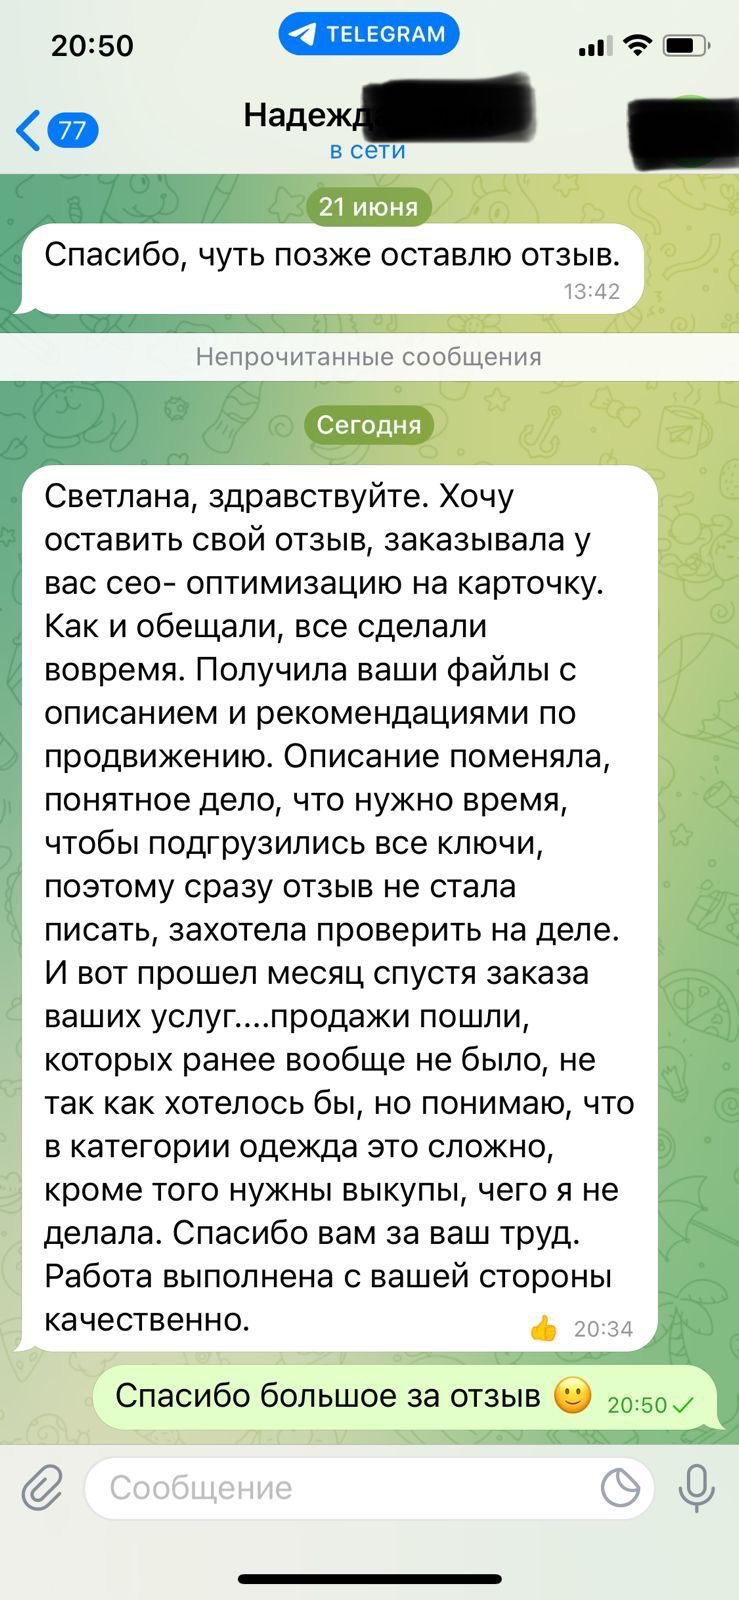 20:50
TELEGRAM
77
Надежд
в сети
21 июня
Спасибо, чуть позже оставлю отзыв.
13:42
Непрочитанные сообщения
Сегодня
Светлана, здравствуйте. Хочу
оставить свой отзыв, заказывала у
вас сео- оптимизацию на карточку.
Как и обещали, все сделали
вовремя. Получила ваши файлы с
описанием и рекомендациями по
продвижению. Описание поменяла,
понятное дело, что нужно время,
чтобы подгрузились все ключи,
поэтому сразу отзыв не стала
писать, захотела проверить на деле.
И вот прошел месяц спустя заказа
ваших услуг....продажи пошли,
которых ранее вообще не было, не
так как хотелось бы, но понимаю, что
в категории одежда это сложно,
кроме того нужны выкупы, чего я не
делала. Спасибо вам за ваш труд.
Работа выполнена с вашей стороны
качественно.
👍 20:34
Спасибо большое за отзыв 🙂 20:50
Сообщение